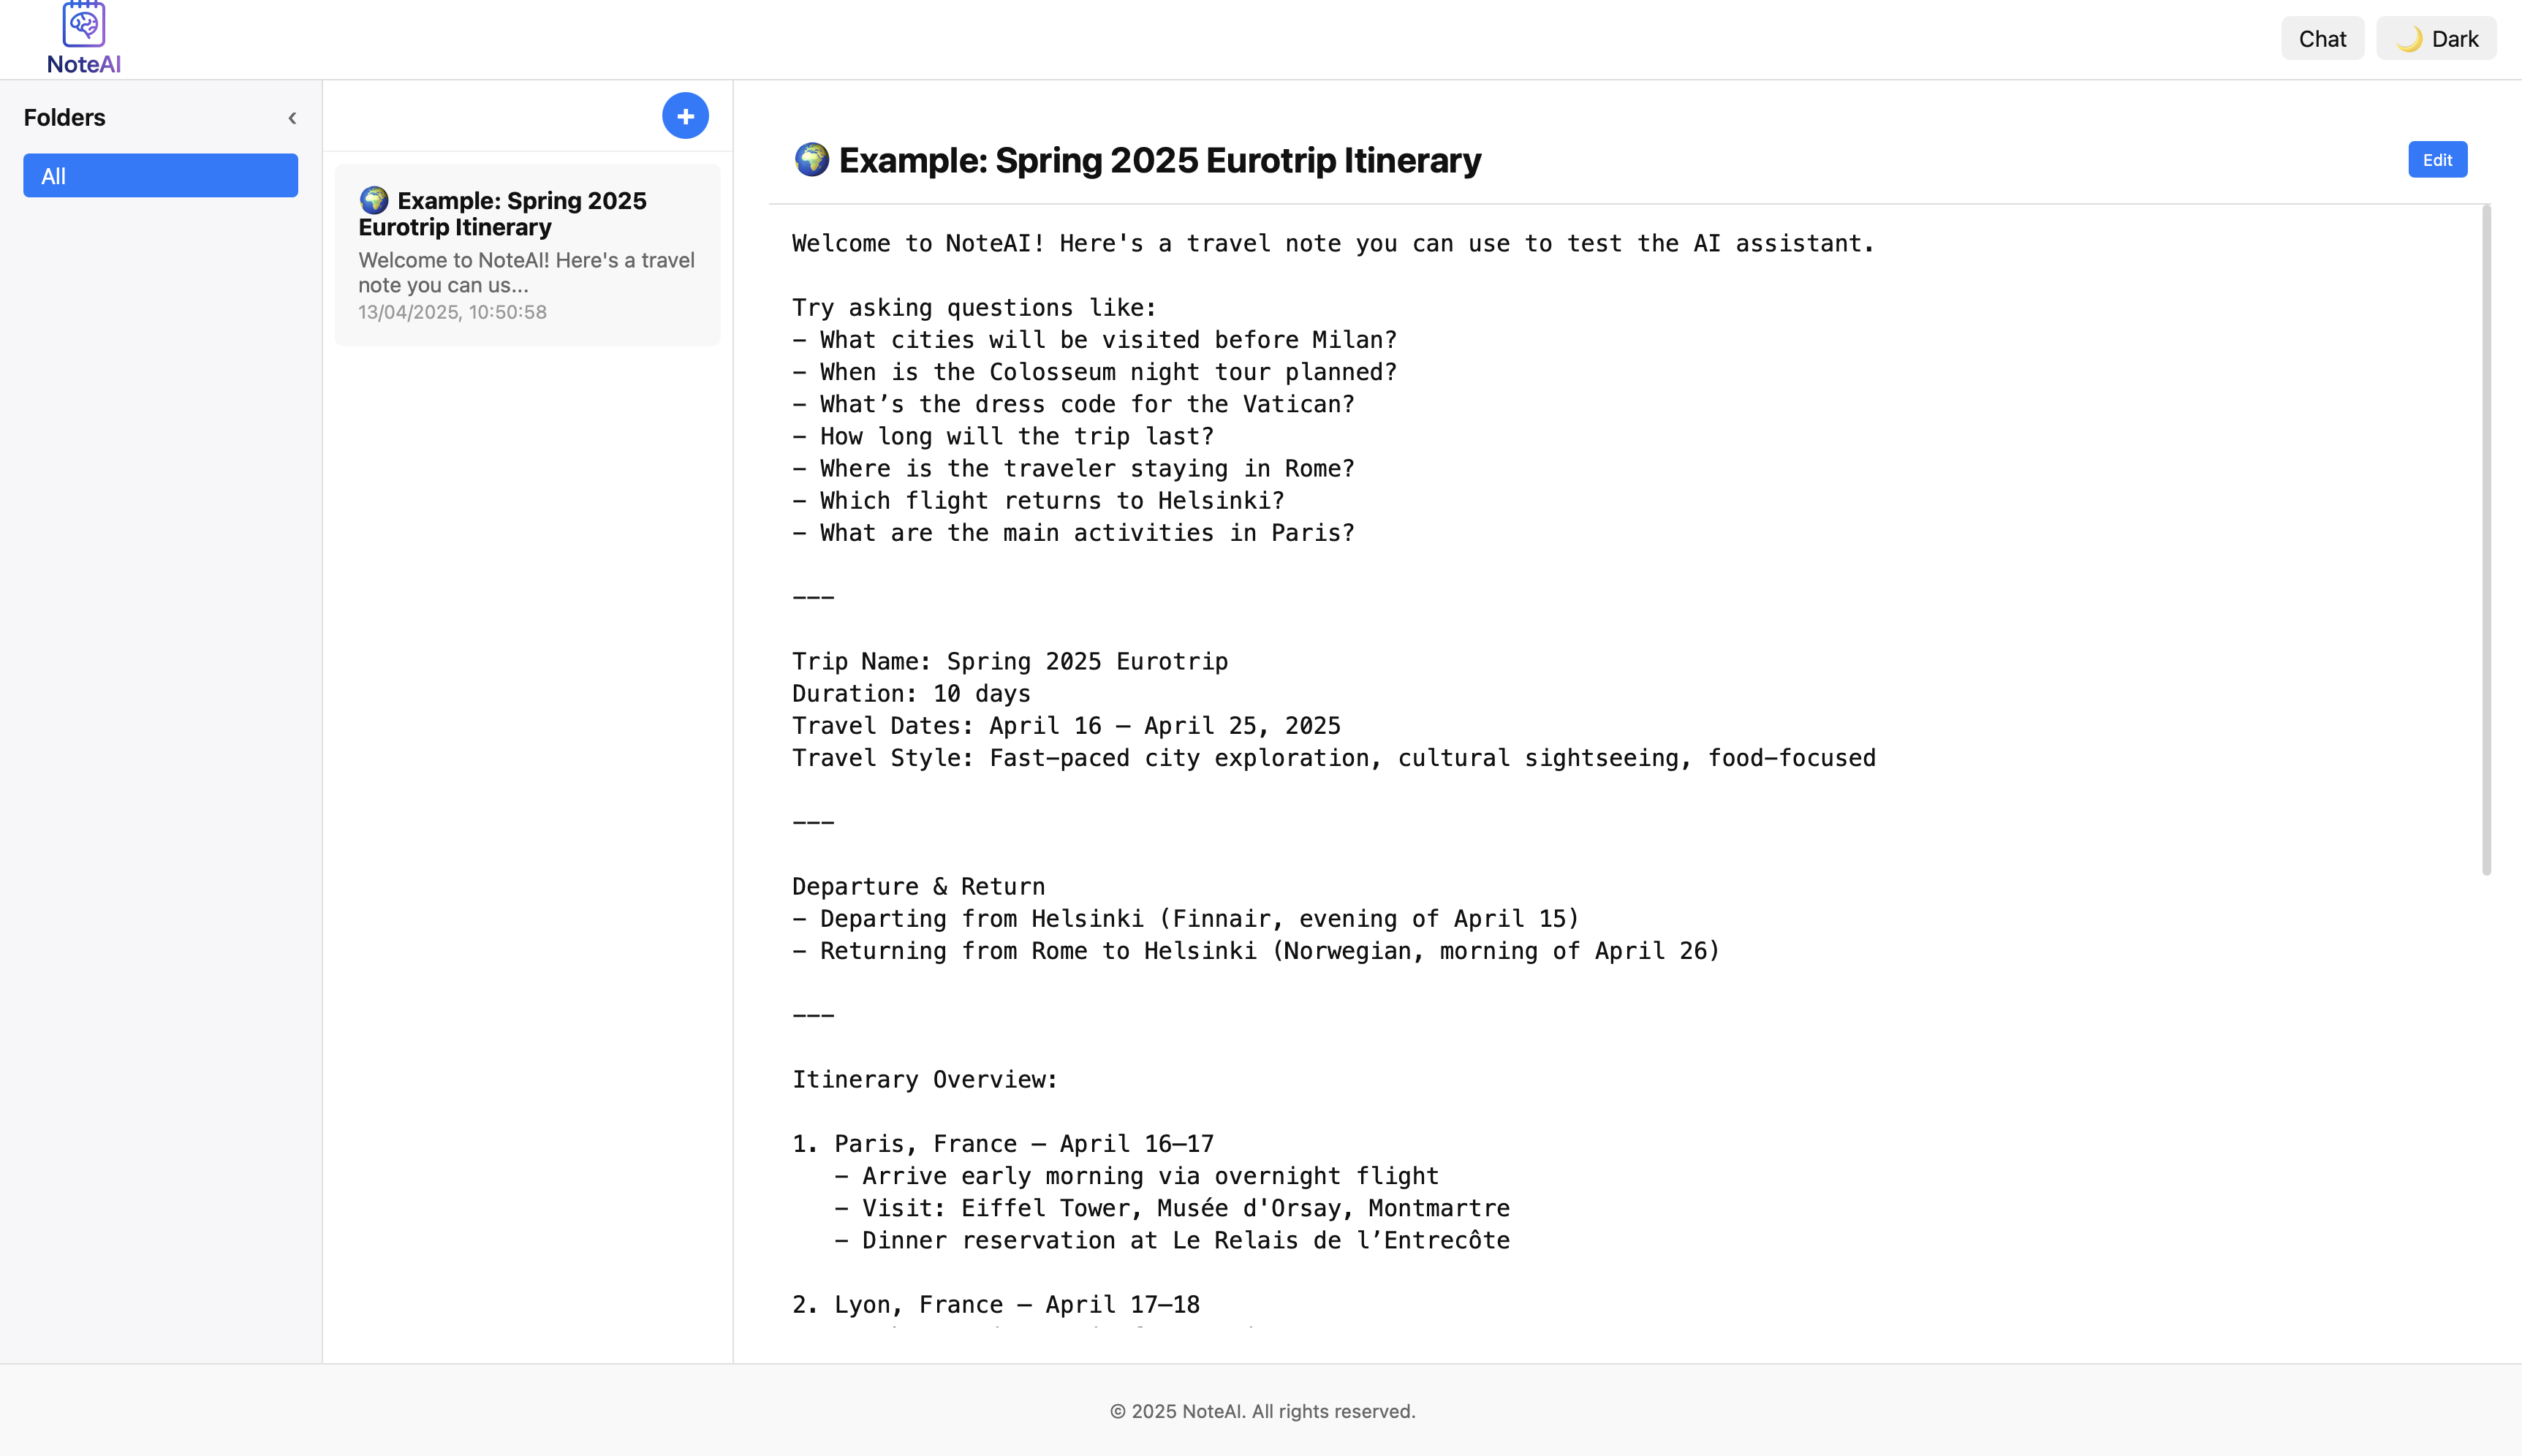 NoteAI
Chat
🌙 Dark
Folders
‹
All
+
🌍 Example: Spring 2025
Eurotrip Itinerary
Welcome to NoteAI! Here's a travel
note you can us...
13/04/2025, 10:50:58
🌍 Example: Spring 2025 Eurotrip Itinerary
Edit
Welcome to NoteAI! Here's a travel note you can use to test the AI assistant.
Try asking questions like:
- What cities will be visited before Milan?
- When is the Colosseum night tour planned?
- What’s the dress code for the Vatican?
- How long will the trip last?
- Where is the traveler staying in Rome?
- Which flight returns to Helsinki?
- What are the main activities in Paris?
---
Trip Name: Spring 2025 Eurotrip
Duration: 10 days
Travel Dates: April 16 – April 25, 2025
Travel Style: Fast-paced city exploration, cultural sightseeing, food-focused
---
Departure & Return
- Departing from Helsinki (Finnair, evening of April 15)
- Returning from Rome to Helsinki (Norwegian, morning of April 26)
---
Itinerary Overview:
1. Paris, France – April 16–17
- Arrive early morning via overnight flight
- Visit: Eiffel Tower, Musée d'Orsay, Montmartre
- Dinner reservation at Le Relais de l’Entrecôte
2. Lyon, France – April 17–18
© 2025 NoteAI. All rights reserved.